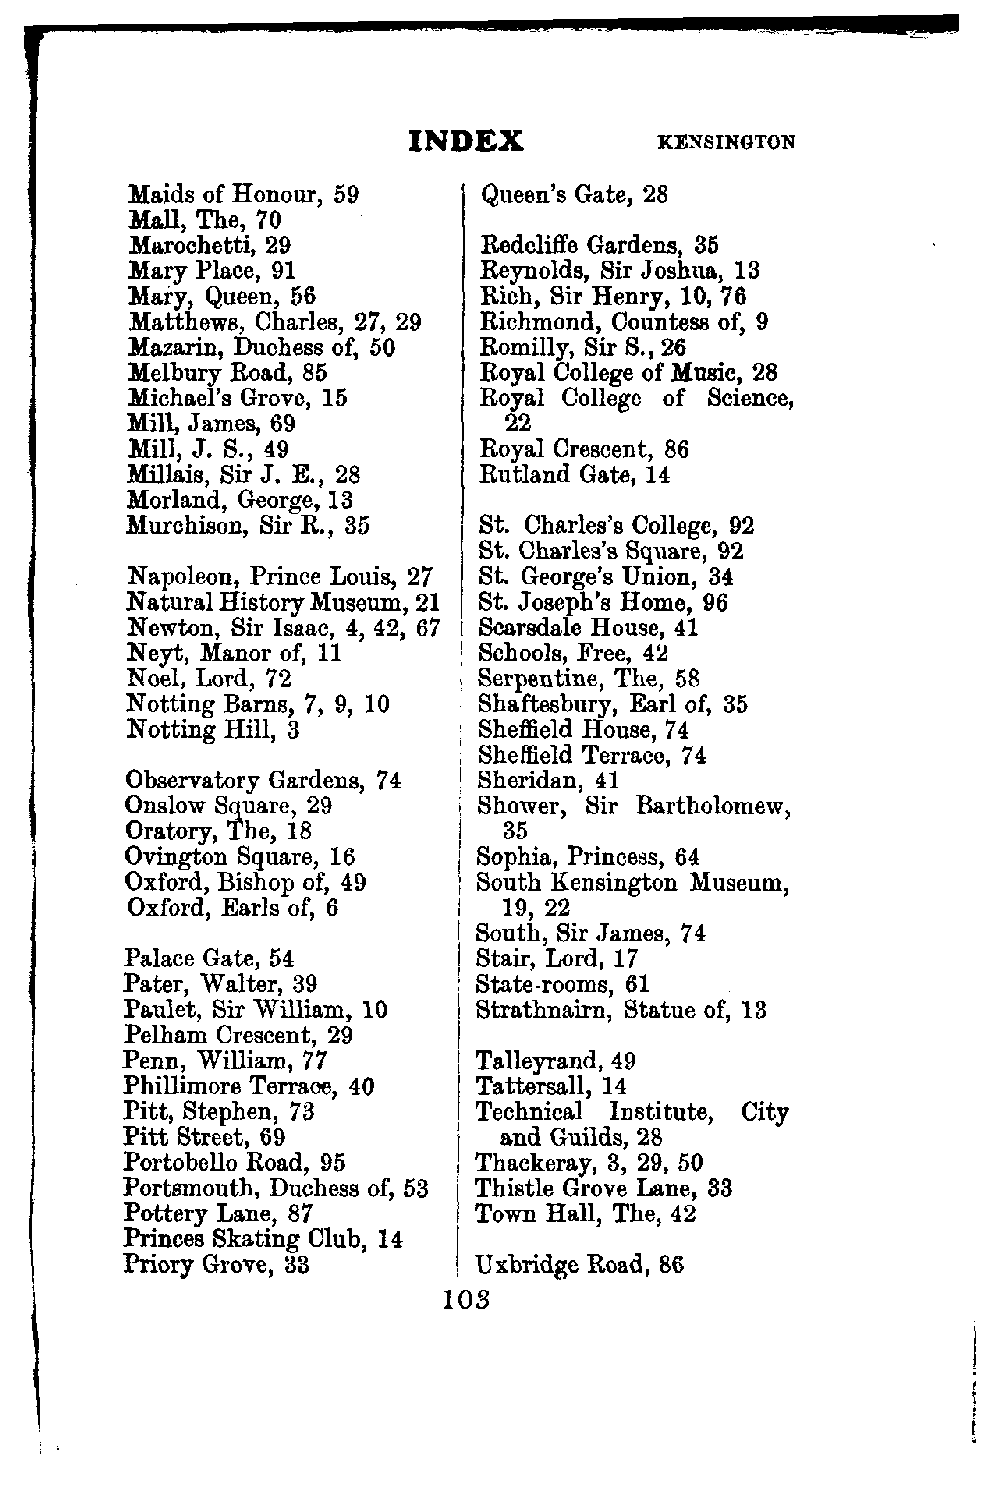 INDEX KENSINGTON
Maids of Honour, 59
Mall, The, 70
Marochetti, 29
Mary Place, 91
Mary, Queen, 56
Matthews, Charles, 27, 29
Mazarin, Duchess of, 50
Melbury Road, 85
Michael's Grove, 15
Mill, James, 69
Mill, J. S., 49
Millais, Sir J. E., 28
Morland, George, 13
Murchison, Sir R., 35
Napoleon, Prince Louis, 27
Natural History Museum, 21
Newton, Sir Isaac, 4, 42, 67
Neyt, Manor of, 11
Noel, Lord, 72
Notting Barns, 7, 9, 10
Notting Hill, 3
Observatory Gardens, 74
Onslow Square, 29
Oratory, The, 18
Ovington Square, 16
Oxford, Bishop of, 49
Oxford, Earls of, 6
Palace Gate, 54
Pater, Walter, 39
Paulet, Sir William, 10
Pelham Crescent, 29
Penn, William, 77
Phillimore Terrace, 40
Pitt, Stephen, 73
Pitt Street, 69
Portobello Road, 95
Portsmouth, Duchess of, 53
Pottery Lane, 87
Princes Skating Club, 14
Priory Grove, 33
Queen's Gate, 28
Redcliffe Gardens, 35
Reynolds, Sir Joshua, 13
Rich, Sir Henry, 10, 76
Richmond, Countess of, 9
Romilly, Sir S., 26
Royal College of Music, 28
Royal College of Science,
22
Royal Crescent, 86
Rutland Gate, 14
St. Charles's College, 92
St. Charles's Square, 92
St. George's Union, 34
St. Joseph's Home, 96
Scarsdale House, 41
Schools, Free, 42
Serpentine, The, 58
Shaftesbury, Earl of, 35
Sheffield House, 74
Sheffield Terrace, 74
Sheridan, 41
Shower, Sir Bartholomew,
35
Sophia, Princess, 64
South Kensington Museum,
19, 22
South, Sir James, 74
Stair, Lord, 17
State-rooms, 61
Strathnairn, Statue of, 13
Talleyrand, 49
Tattersall, 14
Technical Institute, City
and Guilds, 28
Thackeray, 3, 29, 50
Thistle Grove Lane, 33
Town Hall, The, 42
Uxbridge Road, 86
103